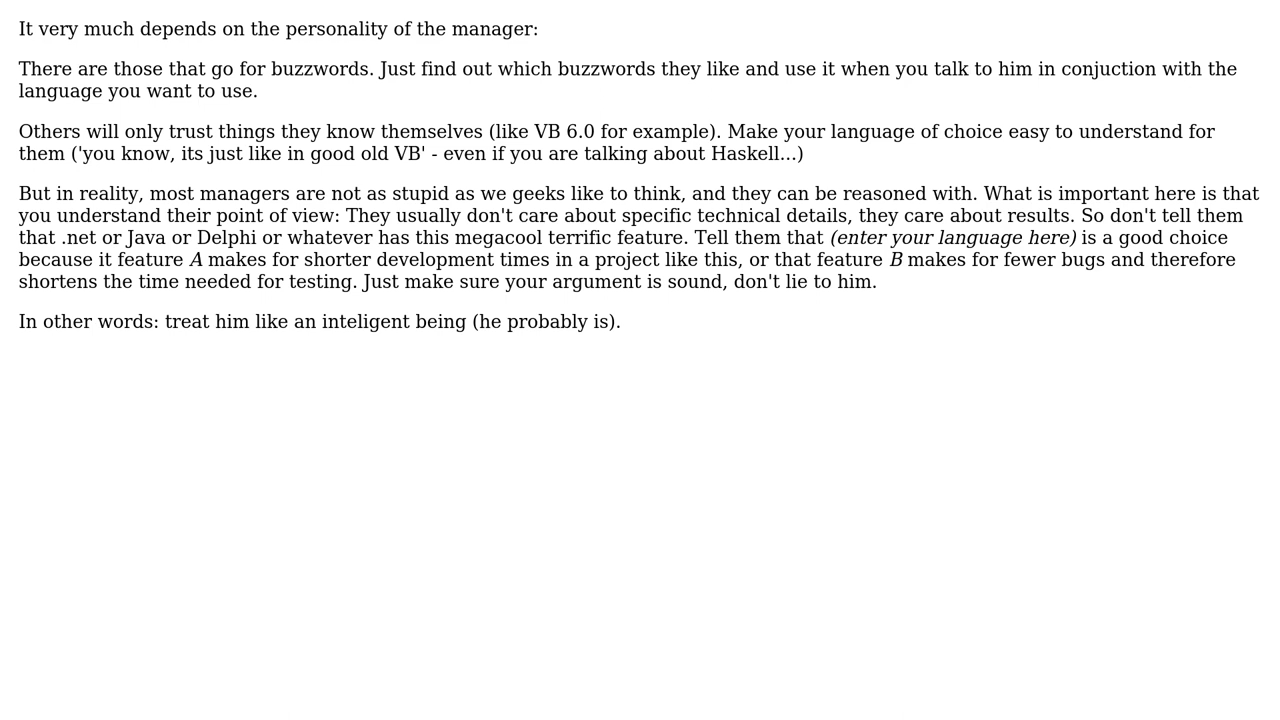 It very much depends on the personality of the manager:
There are those that go for buzzwords. Just find out which buzzwords they like and use it when you talk to him in conjuction with the
language you want to use.
Others will only trust things they know themselves (like VB 6.0 for example). Make your language of choice easy to understand for
them ('you know, its just like in good old VB' - even if you are talking about Haskell...)
But in reality, most managers are not as stupid as we geeks like to think, and they can be reasoned with. What is important here is that
you understand their point of view: They usually don't care about specific technical details, they care about results. So don't tell them
that .net or Java or Delphi or whatever has this megacool terrific feature. Tell them that (enter your language here) is a good choice
because it feature A makes for shorter development times in a project like this, or that feature B makes for fewer bugs and therefore
shortens the time needed for testing. Just make sure your argument is sound, don't lie to him.
In other words: treat him like an inteligent being (he probably is).